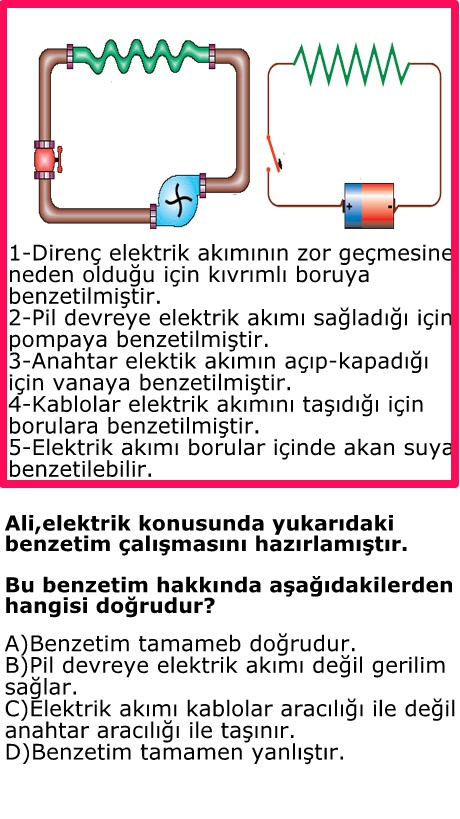 1-Direnç elektrik akımının zor geçmesine
neden olduğu için kıvrımlı boruya
benzetilmiştir.
2-Pil devreye elektrik akımı sağladığı için
pompaya benzetilmiştir.
3-Anahtar elektik akımın açıp-kapadığı
için vanaya benzetilmiştir.
4-Kablolar elektrik akımını taşıdığı için
borulara benzetilmiştir.
5-Elektrik akımı borular içinde akan suya
benzetilebilir.
Ali,elektrik konusunda yukarıdaki
benzetim çalışmasını hazırlamıştır.
Bu benzetim hakkında aşağıdakilerden
hangisi doğrudur?
A)Benzetim tamameb doğrudur.
B)Pil devreye elektrik akımı değil gerilim
sağlar.
C)Elektrik akımı kablolar aracılığı ile değil
anahtar aracılığı ile taşınır.
D)Benzetim tamamen yanlıştır.